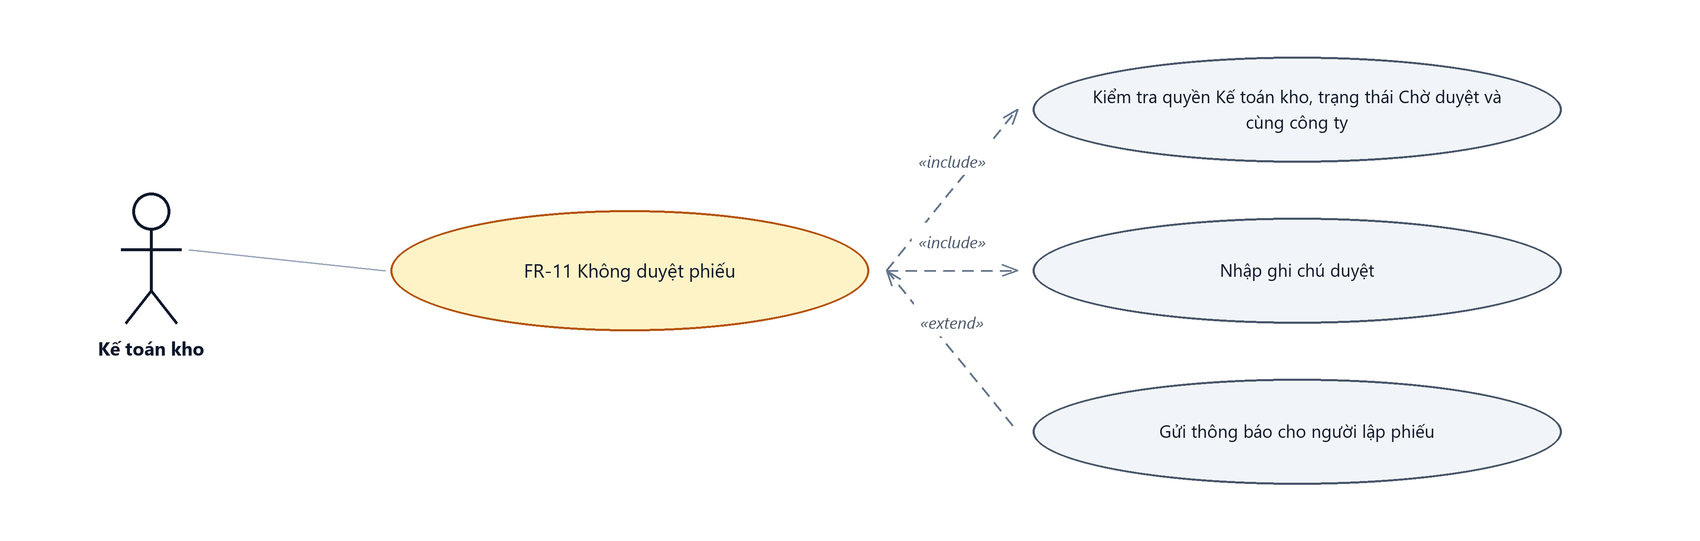 Kiểm tra quyền Kế toán kho, trạng thái Chờ duyệt và
cùng công ty
«include»
«include»
FR-11 Không duyệt phiếu
Nhập ghi chú duyệt
«extend»
Kế toán kho
Gửi thông báo cho người lập phiếu